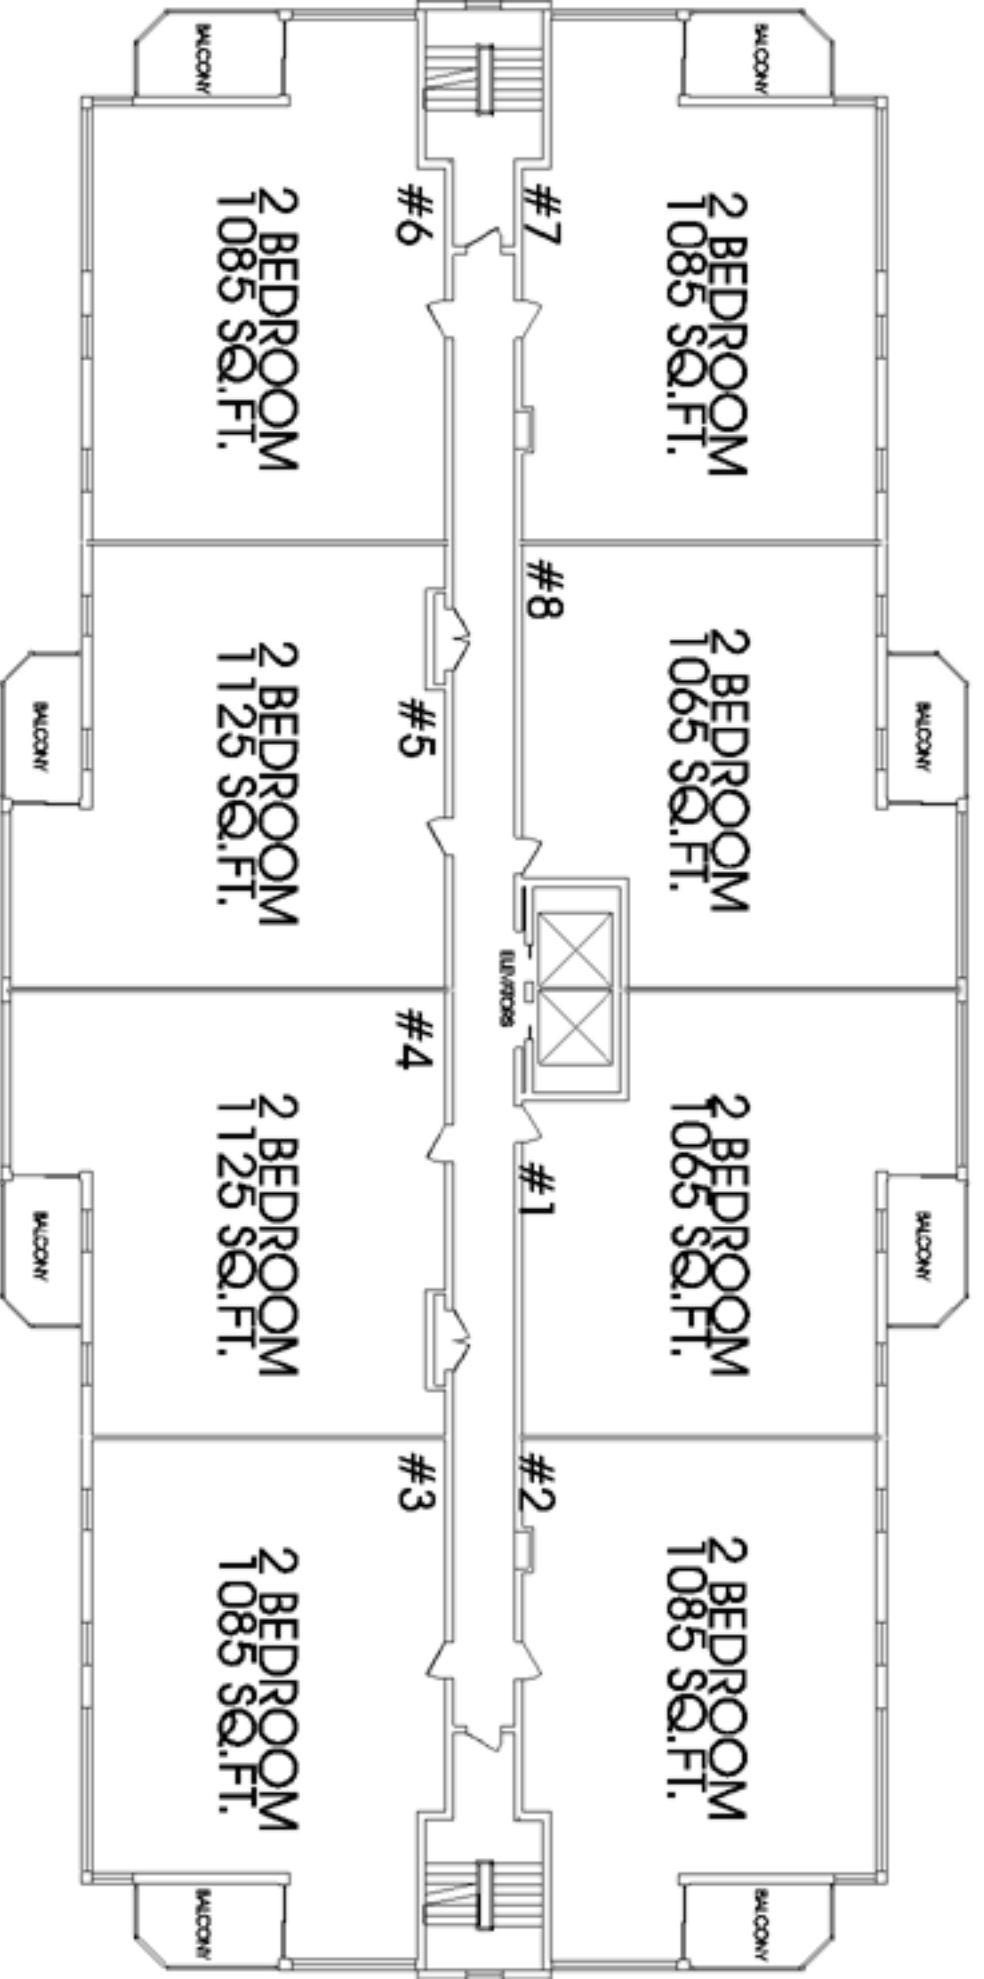 BALCONY
BALCONY
#6
#7
2 BEDROOM
1085 SQ.FT.
2 BEDROOM
1085 SQ.FT.
#8
2 BEDROOM
1125 SQ.FT.
#5
2 BEDROOM
1065 SQ.FT.
BALCONY
BALCONY
ELEVATORS
#4
#1
2 BEDROOM
1125 SQ.FT.
2 BEDROOM
1065 SQ.FT.
BALCONY
BALCONY
#3
#2
2 BEDROOM
1085 SQ.FT.
2 BEDROOM
1085 SQ.FT.
BALCONY
BALCONY